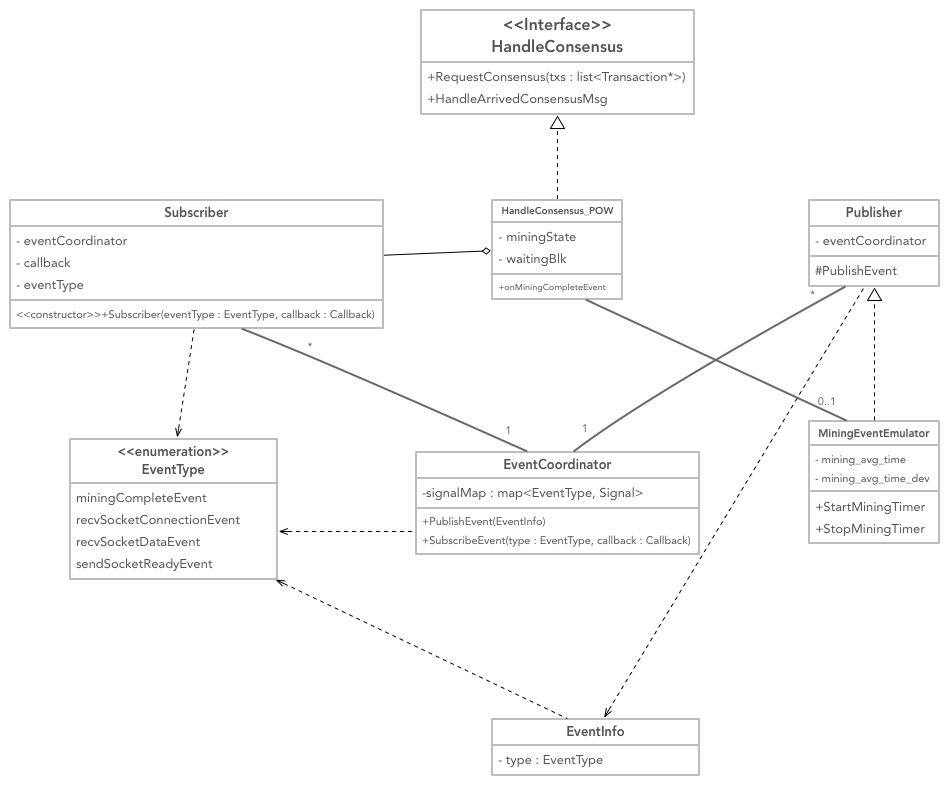 <<Interface>>
HandleConsensus
+RequestConsensus(txs : list<Transaction*>)
+HandleArrivedConsensusMsg
Subscriber
- eventCoordinator
- callback
- eventType
<<constructor>>+Subscriber(eventType : EventType, callback : Callback)
HandleConsensus_POW
- miningState
- waitingBlk
+onMiningCompleteEvent
Publisher
- eventCoordinator
#PublishEvent
*
*
1
1
0..1
<<enumeration>>
EventType
miningCompleteEvent
recvSocketConnectionEvent
recvSocketDataEvent
sendSocketReadyEvent
EventCoordinator
-signalMap : map<EventType, Signal>
+PublishEvent(EventInfo)
+SubscribeEvent(type : EventType, callback : Callback)
MiningEventEmulator
- mining_avg_time
- mining_avg_time_dev
+StartMiningTimer
+StopMiningTimer
EventInfo
- type : EventType